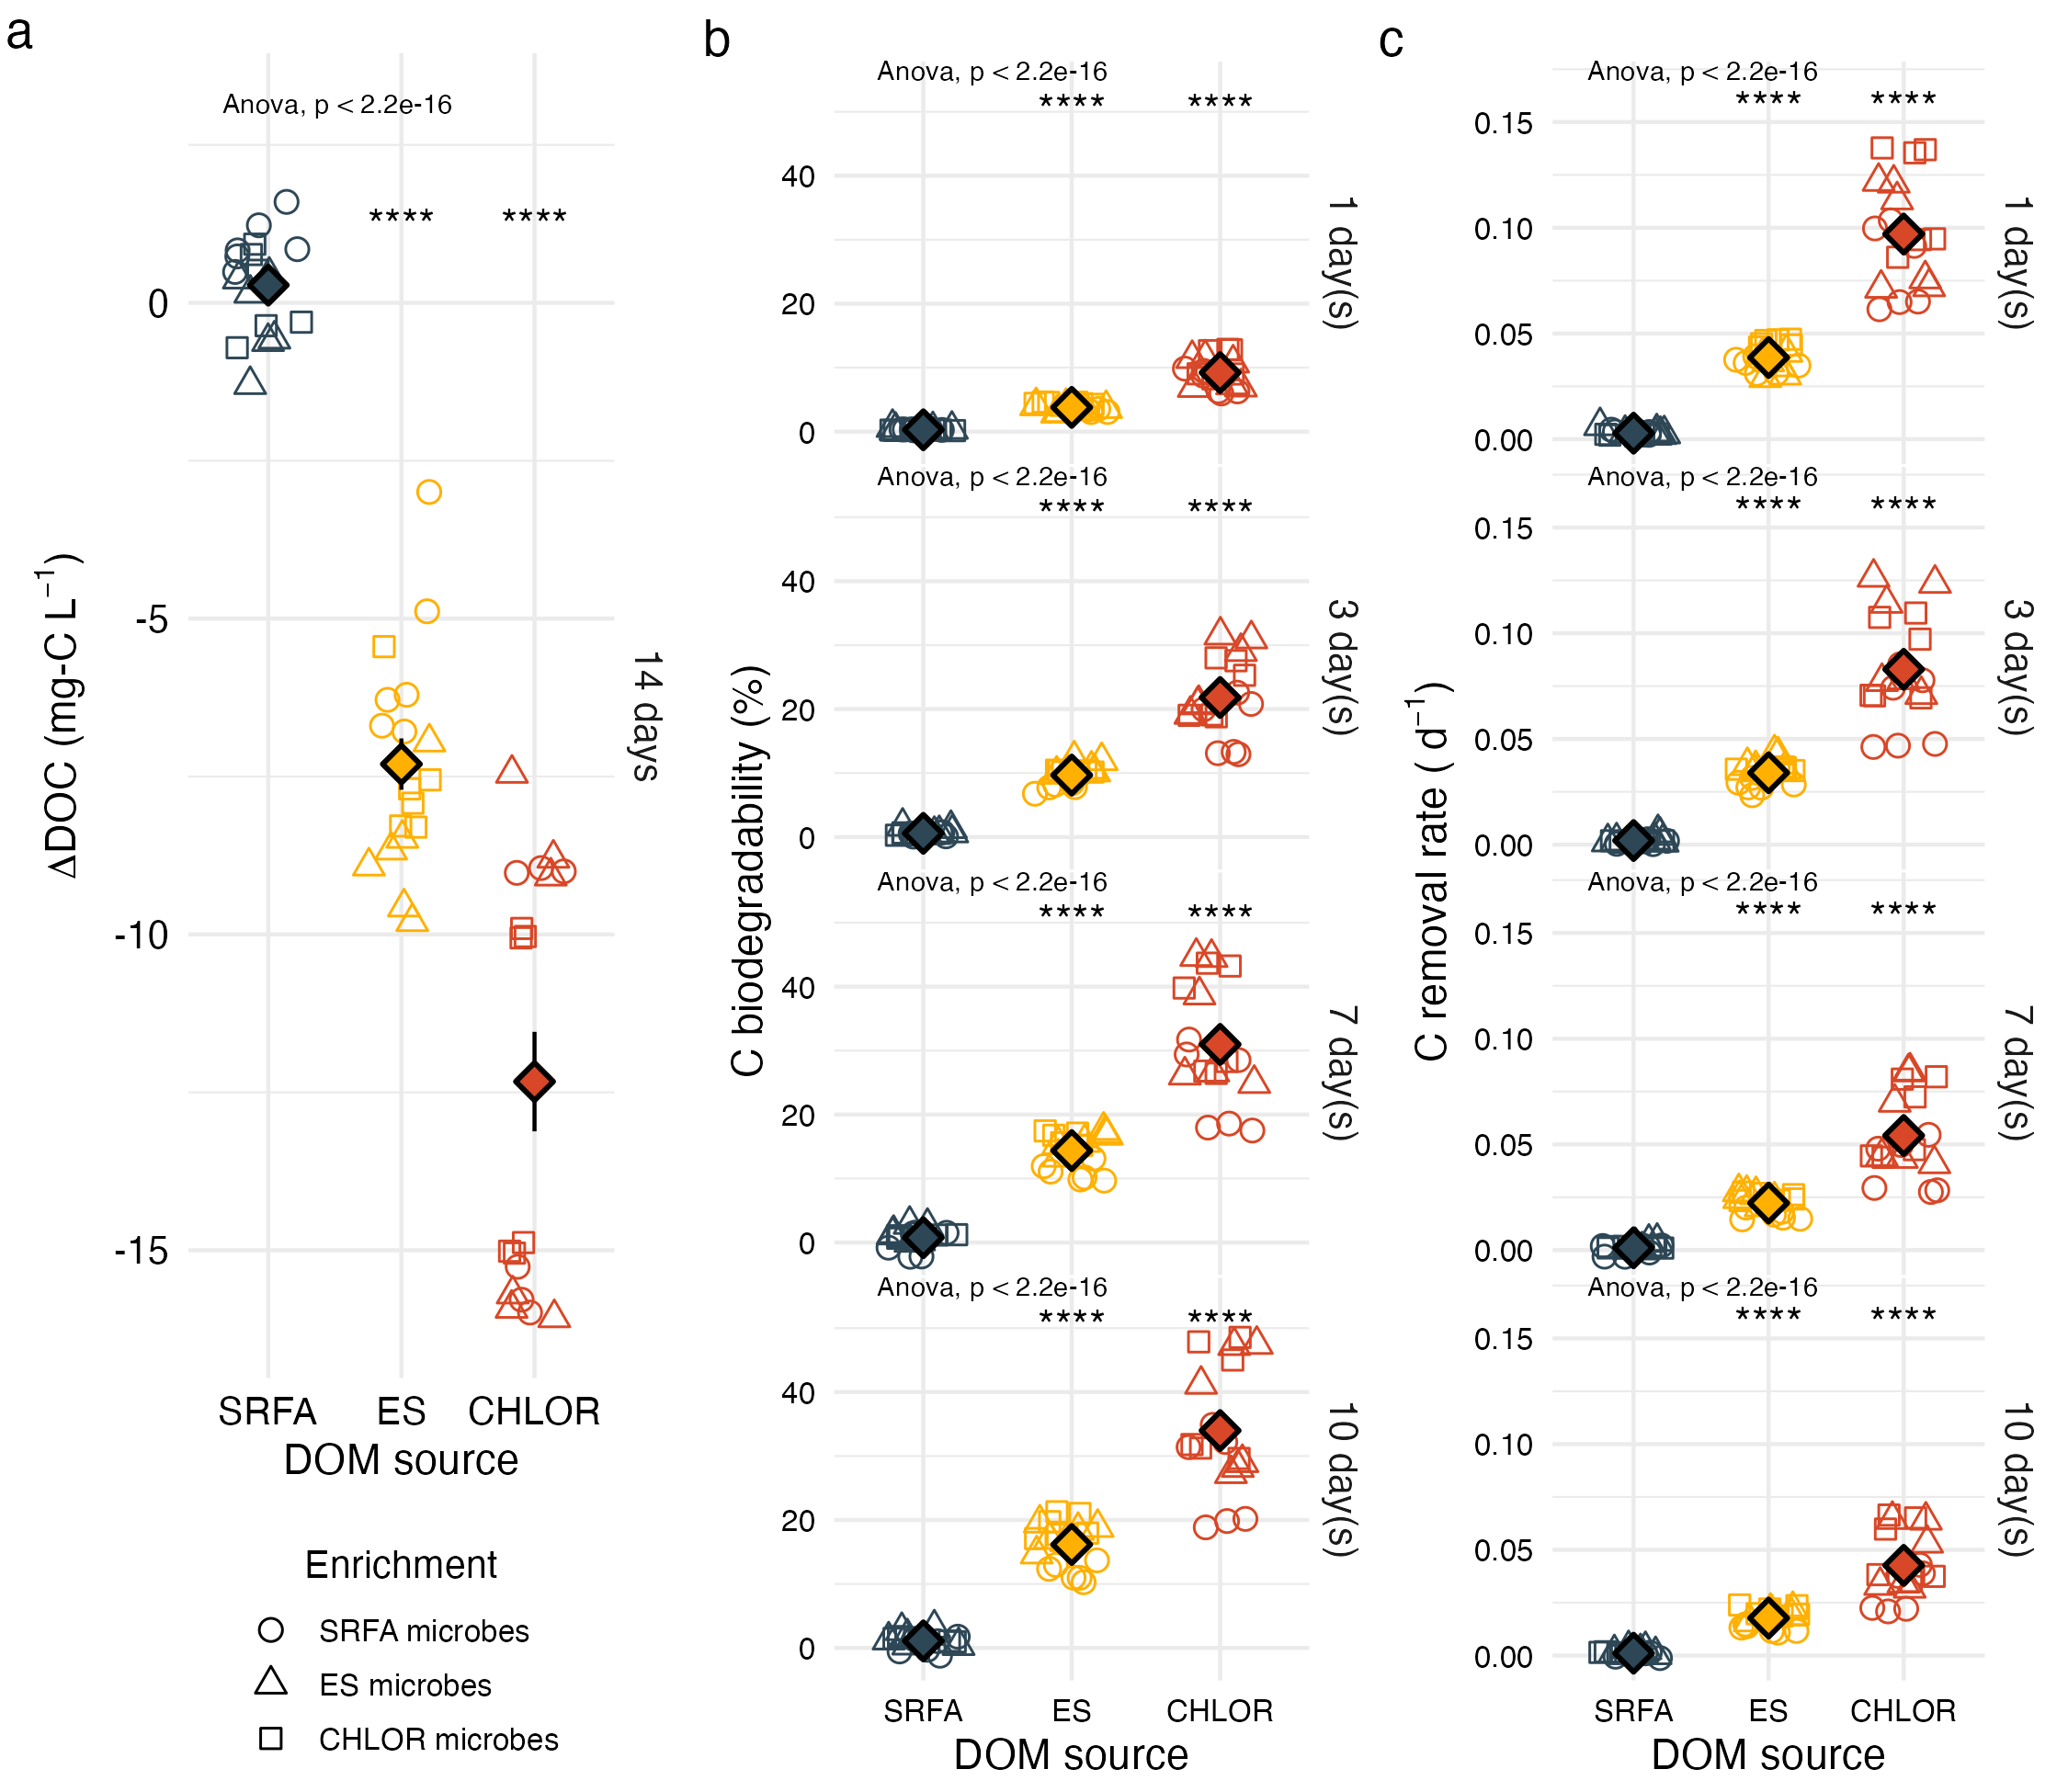 a
Anova, p < 2.2e-16
**** ****
0
-5
-10
-15
ΔDOC (mg-C L⁻¹)
14 days
SRFA ES CHLOR
DOM source
Enrichment
SRFA microbes
ES microbes
CHLOR microbes
b
Anova, p < 2.2e-16
**** ****
40
20
0
1 day(s)
Anova, p < 2.2e-16
**** ****
40
20
0
3 day(s)
Anova, p < 2.2e-16
**** ****
40
20
0
7 day(s)
Anova, p < 2.2e-16
**** ****
40
20
0
10 day(s)
C biodegradability (%)
SRFA ES CHLOR
DOM source
c
Anova, p < 2.2e-16
**** ****
0.15
0.10
0.05
0.00
1 day(s)
Anova, p < 2.2e-16
**** ****
0.15
0.10
0.05
0.00
3 day(s)
Anova, p < 2.2e-16
**** ****
0.15
0.10
0.05
0.00
7 day(s)
Anova, p < 2.2e-16
**** ****
0.15
0.10
0.05
0.00
10 day(s)
C removal rate ( d⁻¹)
SRFA ES CHLOR
DOM source